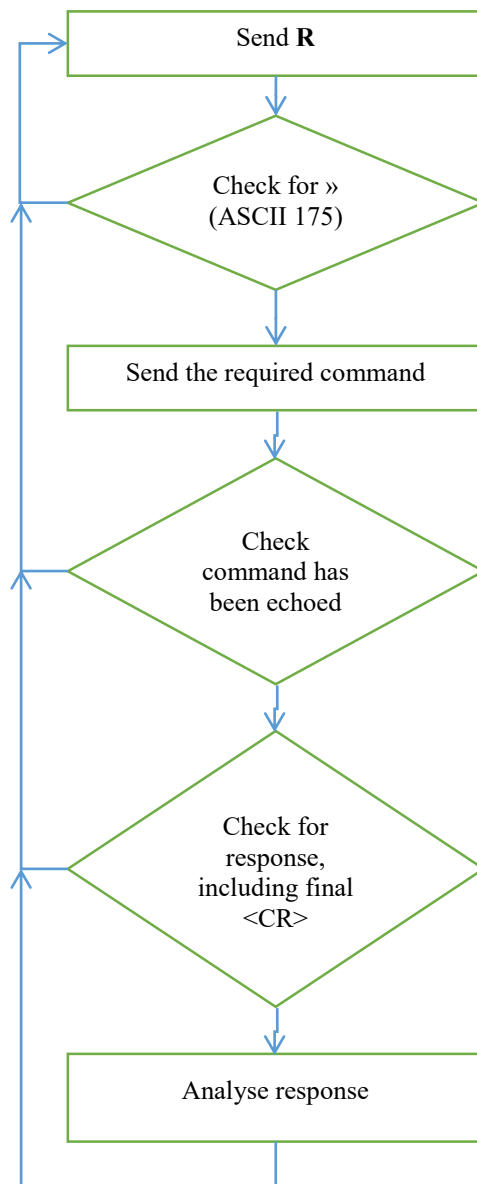 Send R
Check for »
(ASCII 175)
Send the required command
Check
command has
been echoed
Check for
response,
including final
<CR>
Analyse response